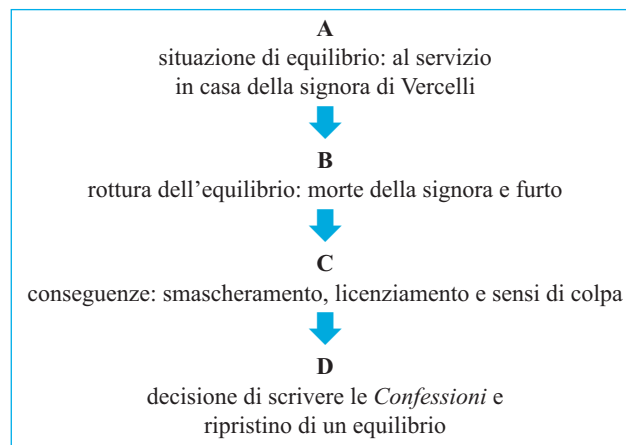 A
situazione di equilibrio: al servizio
in casa della signora di Vercelli
B
rottura dell’equilibrio: morte della signora e furto
C
conseguenze: smascheramento, licenziamento e sensi di colpa
D
decisione di scrivere le Confessioni e
ripristino di un equilibrio